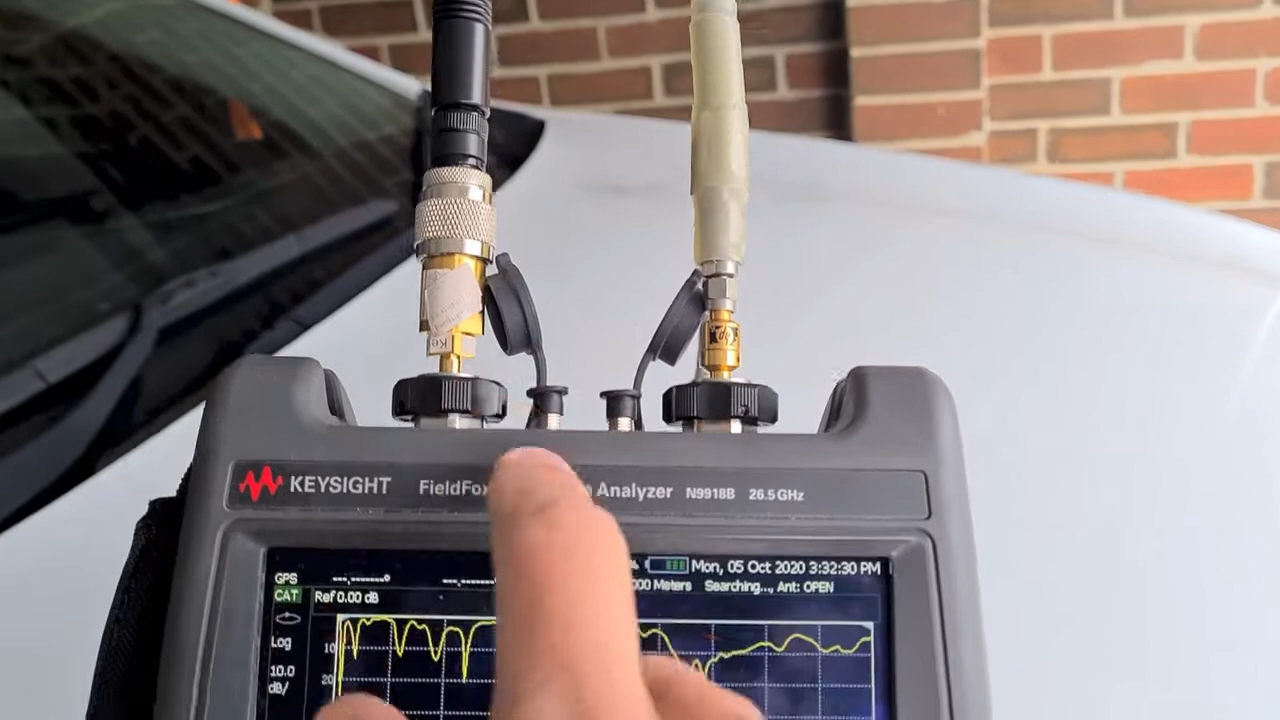 KEYSIGHT FieldFox Analyzer N9918B 26.5 GHz
GPS --.------° ---.------° Mon, 05 Oct 2020 3:32:30 PM
CAT 000 Meters Searching..., Ant: OPEN
Ref 0.00 dB
Log
10
10.0
dB/
20